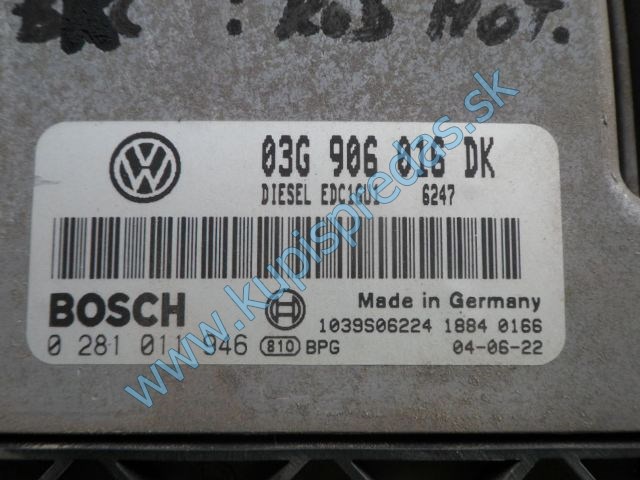 BKC : KOD MOT.
03G 906 016 DK
DIESEL EDC16U1 6247
BOSCH
Made in Germany
1039S06224 1884 0166
0 281 011 946 810 BPG 04-06-22
www.kupispredas.sk